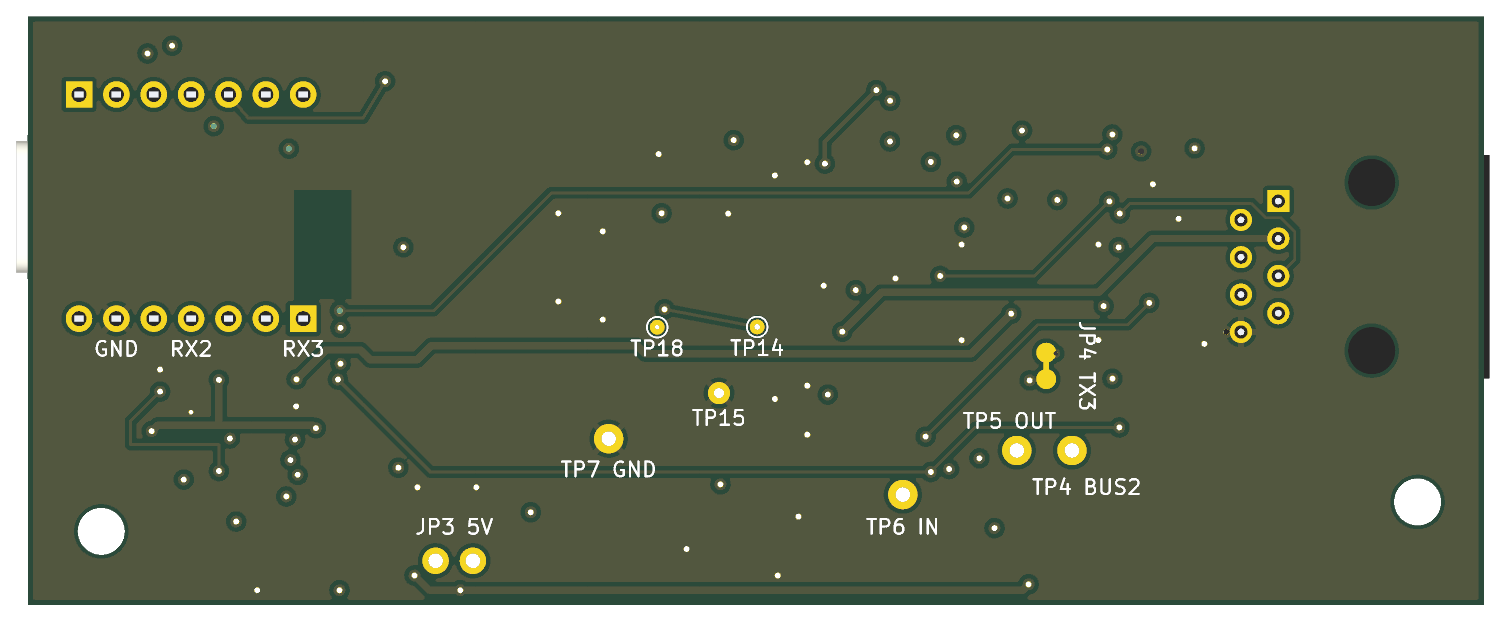 GND RX2 RX3
TP18 TP14
JP4 TX3
TP15
TP5 OUT
TP7 GND
TP4 BUS2
JP3 5V
TP6 IN